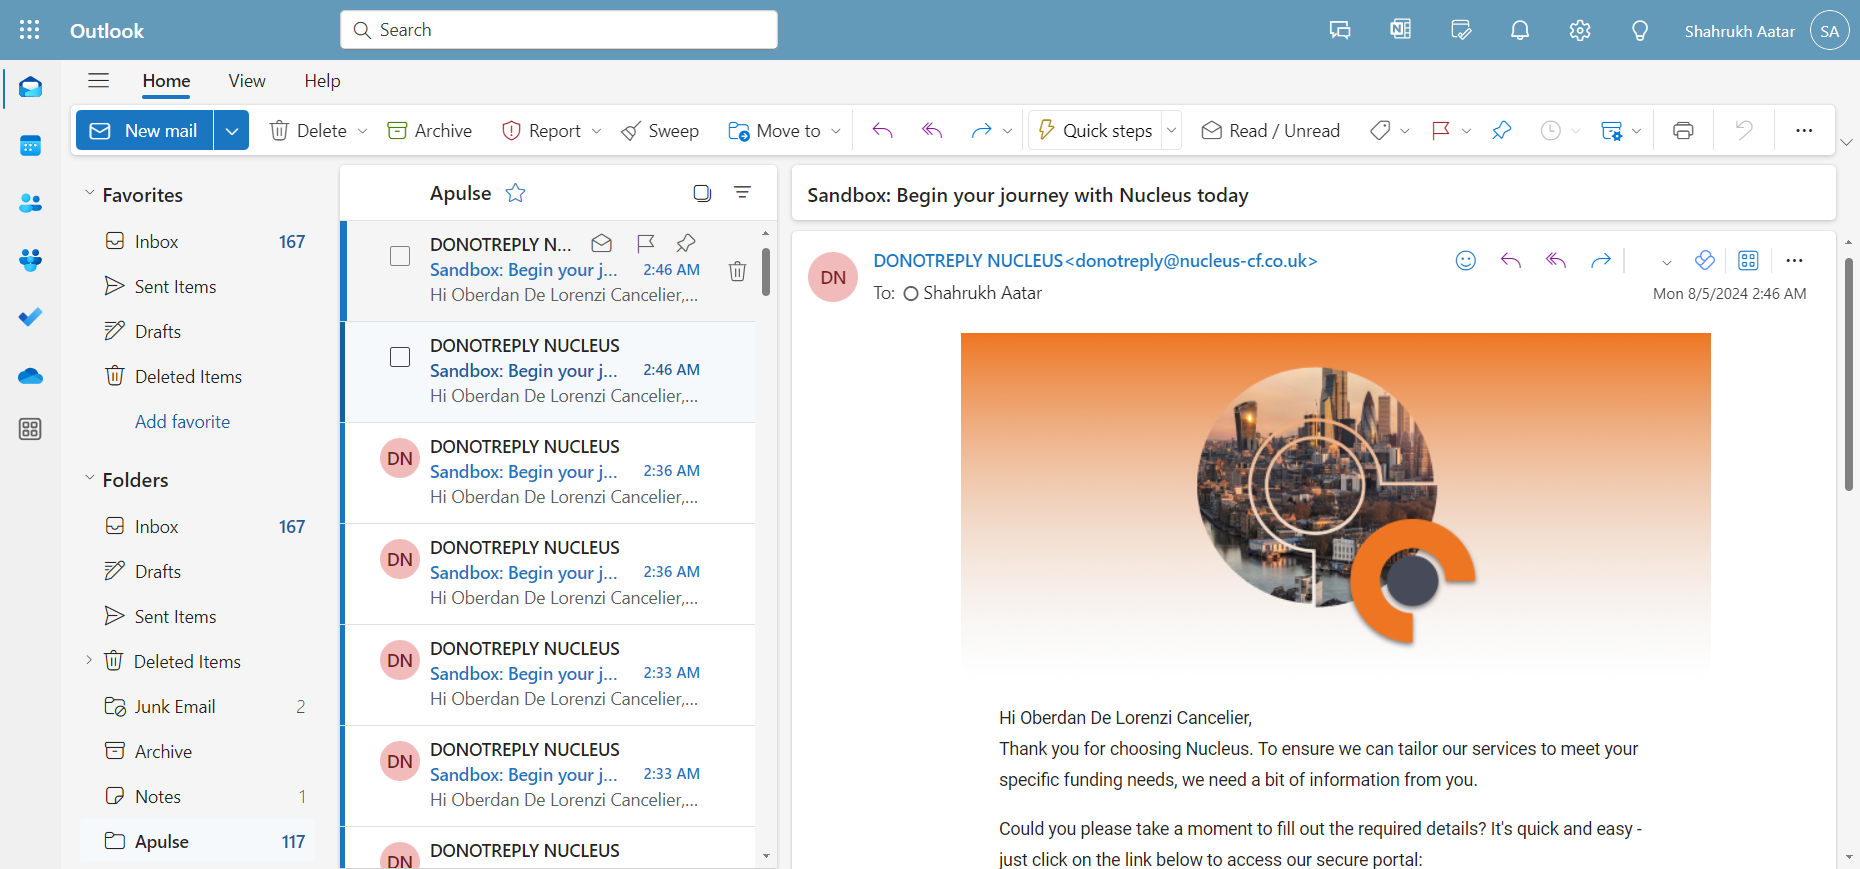 Outlook
Search
Shahrukh Aatar
SA
Home
View
Help
New mail
Delete
Archive
Report
Sweep
Move to
Quick steps
Read / Unread
Favorites
Inbox 167
Sent Items
Drafts
Deleted Items
Add favorite
Folders
Inbox 167
Drafts
Sent Items
Deleted Items
Junk Email 2
Archive
Notes 1
Apulse 117
Apulse
DONOTREPLY N...
Sandbox: Begin your j... 2:46 AM
Hi Oberdan De Lorenzi Cancelier,...
DONOTREPLY NUCLEUS
Sandbox: Begin your j... 2:46 AM
Hi Oberdan De Lorenzi Cancelier,...
DN
DONOTREPLY NUCLEUS
Sandbox: Begin your j... 2:36 AM
Hi Oberdan De Lorenzi Cancelier,...
DN
DONOTREPLY NUCLEUS
Sandbox: Begin your j... 2:36 AM
Hi Oberdan De Lorenzi Cancelier,...
DN
DONOTREPLY NUCLEUS
Sandbox: Begin your j... 2:33 AM
Hi Oberdan De Lorenzi Cancelier,...
DN
DONOTREPLY NUCLEUS
Sandbox: Begin your j... 2:33 AM
Hi Oberdan De Lorenzi Cancelier,...
DN
DONOTREPLY NUCLEUS
Sandbox: Begin your journey with Nucleus today
DN
DONOTREPLY NUCLEUS<donotreply@nucleus-cf.co.uk>
To: Shahrukh Aatar
Mon 8/5/2024 2:46 AM
Hi Oberdan De Lorenzi Cancelier,
Thank you for choosing Nucleus. To ensure we can tailor our services to meet your
specific funding needs, we need a bit of information from you.
Could you please take a moment to fill out the required details? It's quick and easy -
just click on the link below to access our secure portal: